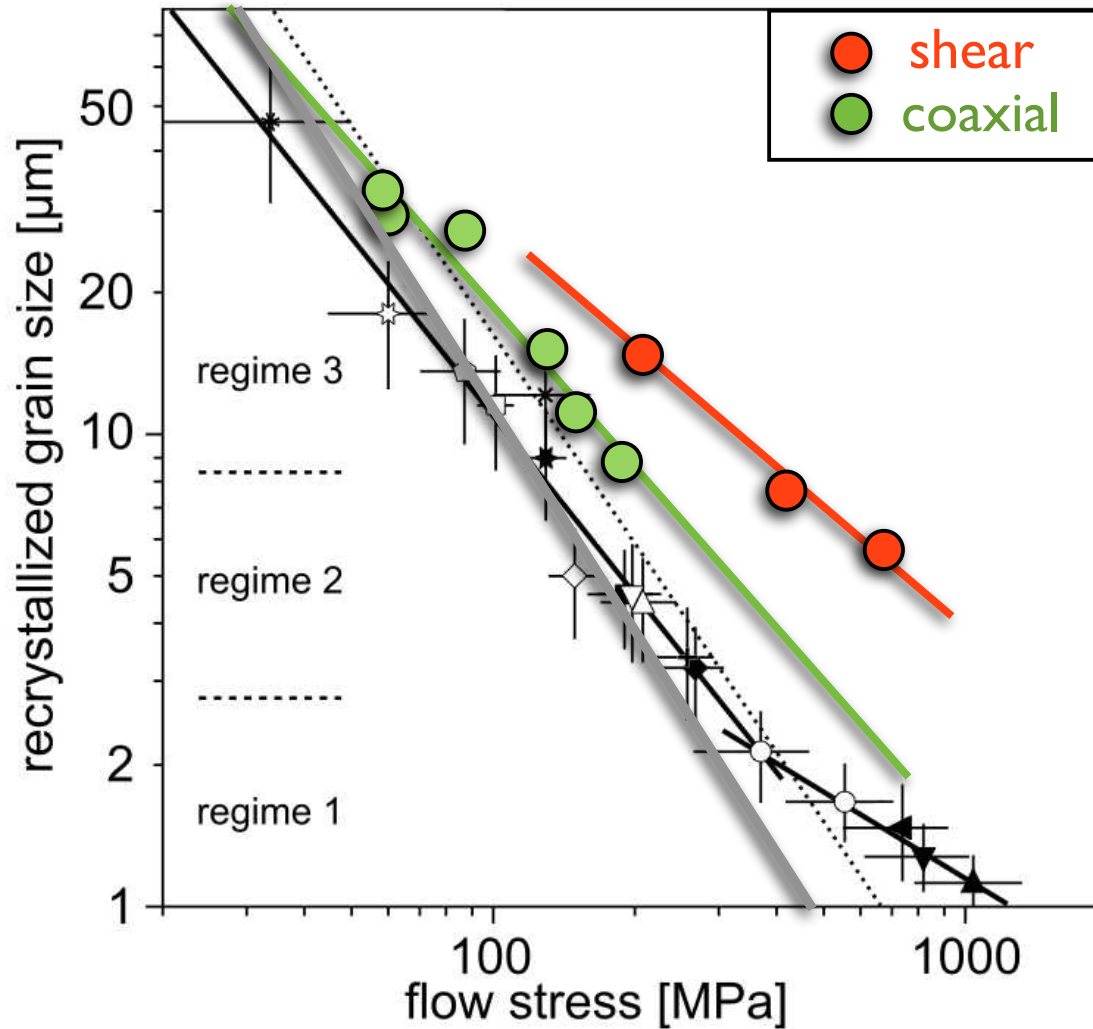 shear
coaxial
50
20
10
5
2
1
recrystallized grain size [µm]
regime 3
regime 2
regime 1
100
1000
flow stress [MPa]